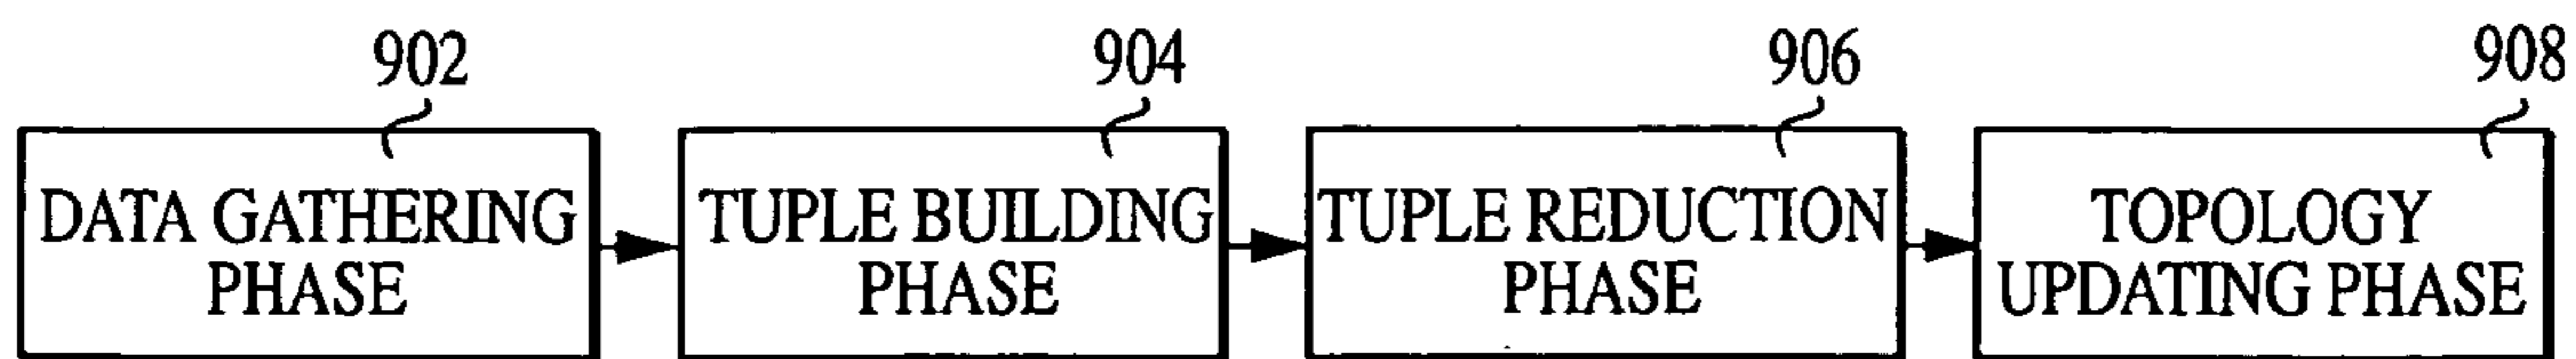 902
904
906
908
DATA GATHERING
PHASE
TUPLE BUILDING
PHASE
TUPLE REDUCTION
PHASE
TOPOLOGY
UPDATING PHASE